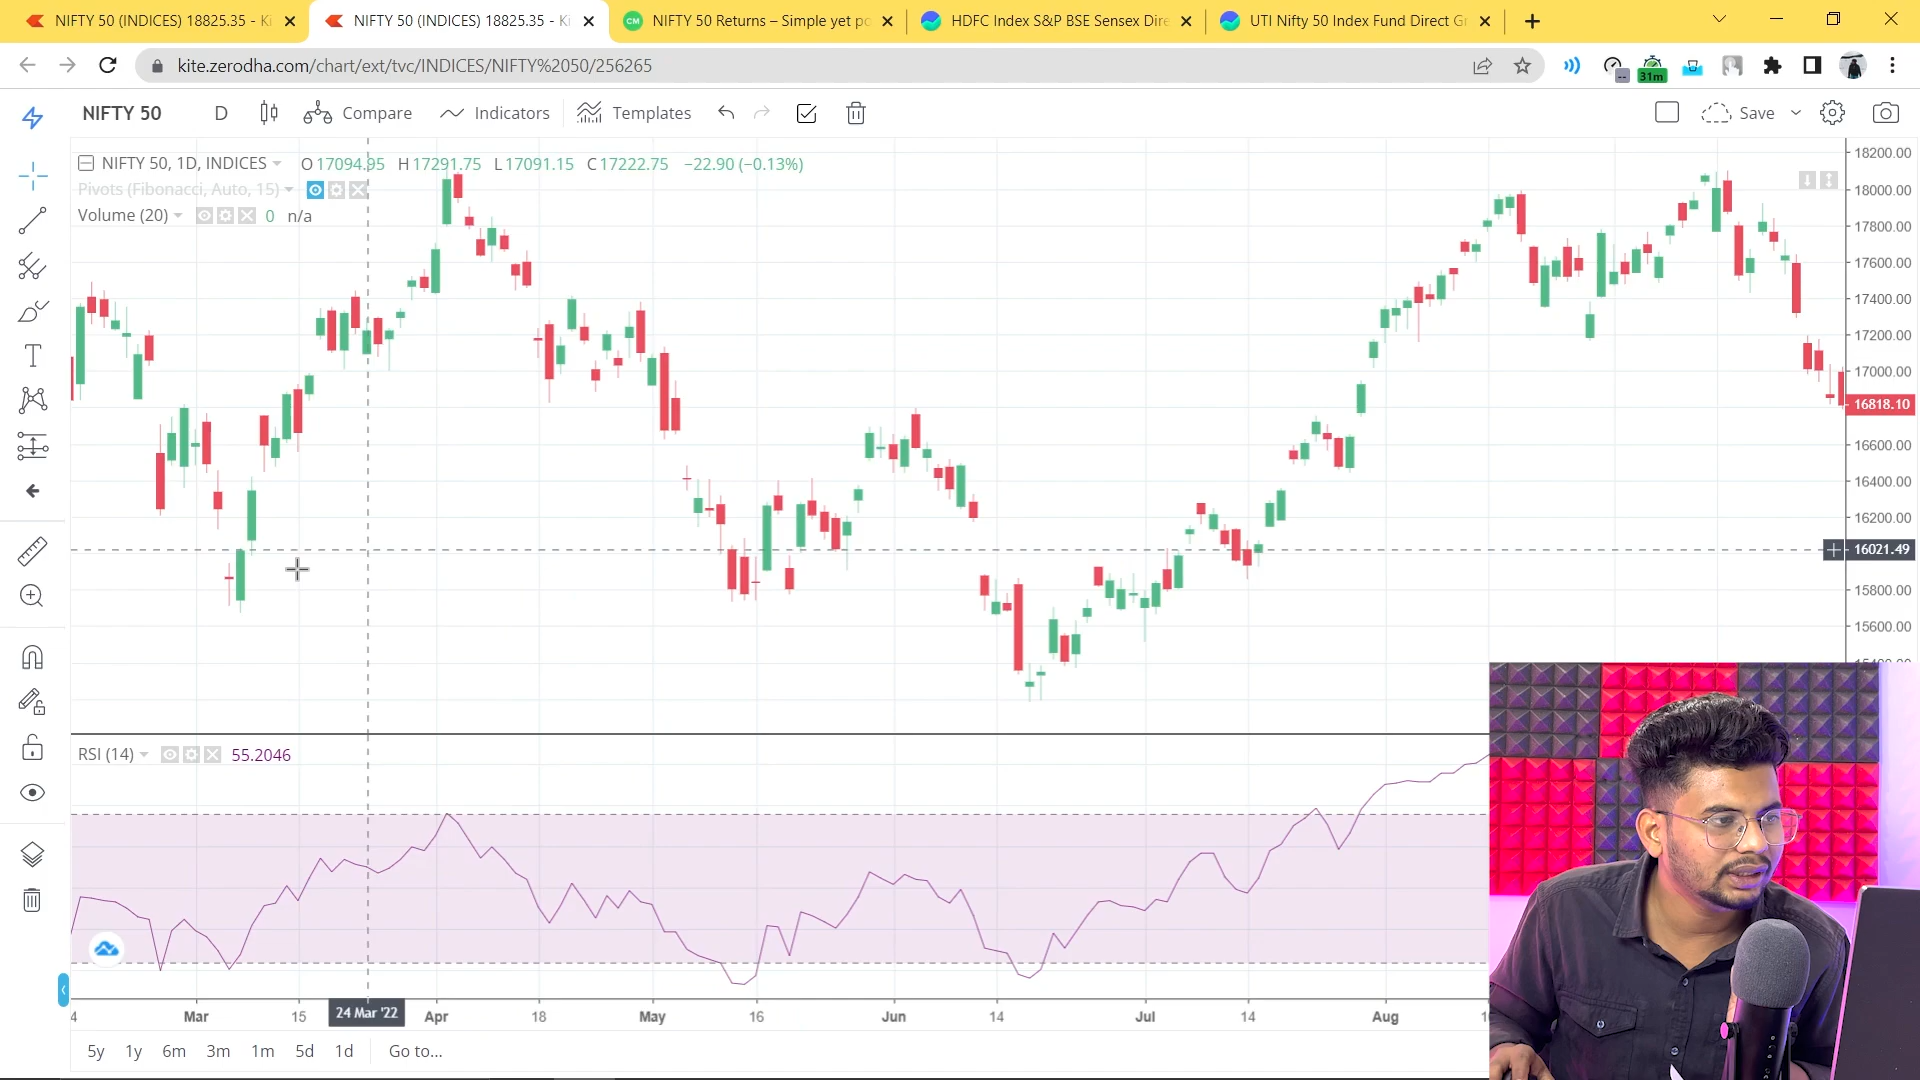 NIFTY 50 (INDICES) 18825.35 - Ki
NIFTY 50 (INDICES) 18825.35 - Ki
CM NIFTY 50 Returns – Simple yet po
HDFC Index S&P BSE Sensex Dire
UTI Nifty 50 Index Fund Direct Gr
kite.zerodha.com/chart/ext/tvc/INDICES/NIFTY%2050/256265
31m
NIFTY 50 D Compare Indicators Templates Save
NIFTY 50, 1D, INDICES O 17094.95 H 17291.75 L 17091.15 C 17222.75 −22.90 (−0.13%)
Pivots (Fibonacci, Auto, 15)
Volume (20) 0 n/a
18200.00
18000.00
17800.00
17600.00
17400.00
17200.00
17000.00
16818.10
16600.00
16400.00
16200.00
16021.49
15800.00
15600.00
RSI (14) 55.2046
4 Mar 15 24 Mar '22 Apr 18 May 16 Jun 14 Jul 14 Aug
5y 1y 6m 3m 1m 5d 1d Go to...